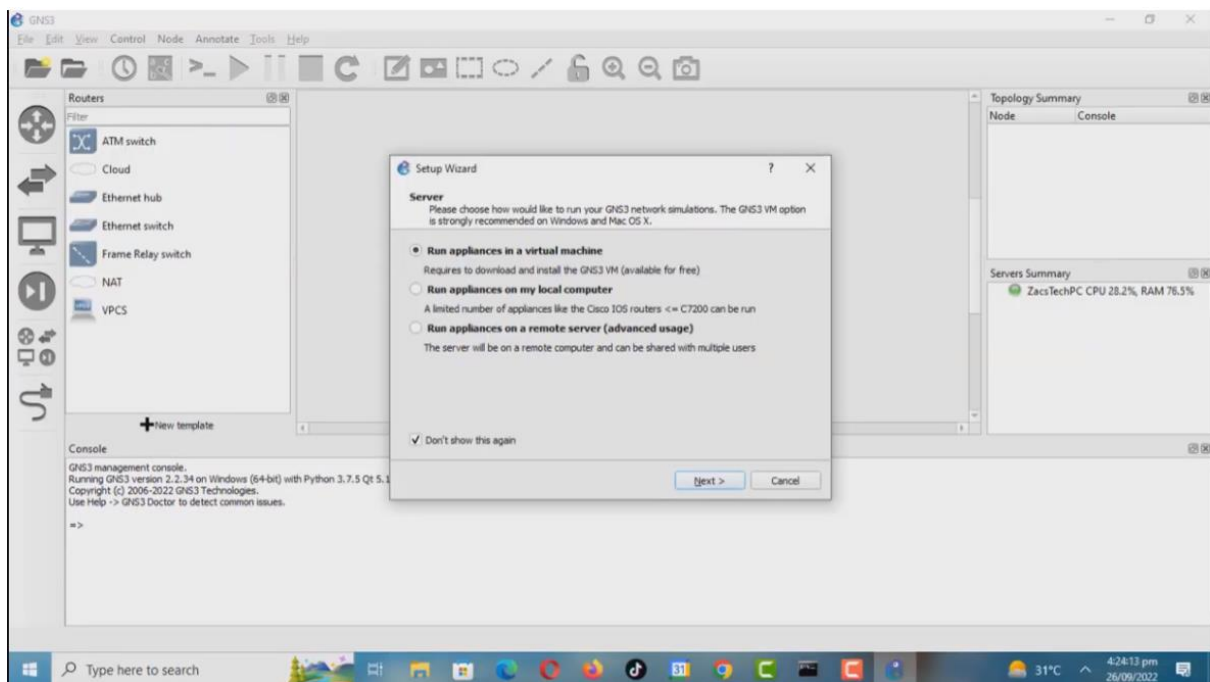 GNS3
File Edit View Control Node Annotate Tools Help
Routers
Filter
ATM switch
Cloud
Ethernet hub
Ethernet switch
Frame Relay switch
NAT
VPCS
New template
Setup Wizard ?
Server
Please choose how would like to run your GNS3 network simulations. The GNS3 VM option
is strongly recommended on Windows and Mac OS X.
Run appliances in a virtual machine
Requires to download and install the GNS3 VM (available for free)
Run appliances on my local computer
A limited number of appliances like the Cisco IOS routers <= C7200 can be run
Run appliances on a remote server (advanced usage)
The server will be on a remote computer and can be shared with multiple users
Don't show this again
Next > Cancel
Topology Summary
Node Console
Servers Summary
ZacsTechPC CPU 28.2%, RAM 76.5%
Console
GNS3 management console.
Running GNS3 version 2.2.34 on Windows (64-bit) with Python 3.7.5 Qt 5.1
Copyright (c) 2006-2022 GNS3 Technologies.
Use Help -> GNS3 Doctor to detect common issues.
=>
Type here to search
31
31°C
4:24:13 pm
26/09/2022